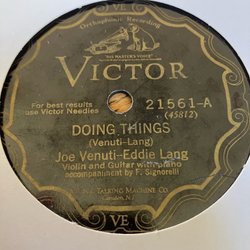 VE
Orthophonic Recording
"HIS MASTER'S VOICE"
VICTOR
For best results
use Victor Needles
21561-A
(45812)
DOING THINGS
(Venuti-Lang)
Joe Venuti-Eddie Lang
Violin and Guitar with piano
accompaniment by F. Signorelli
TALKING MACHINE CO.
Camden, N.J.
VE